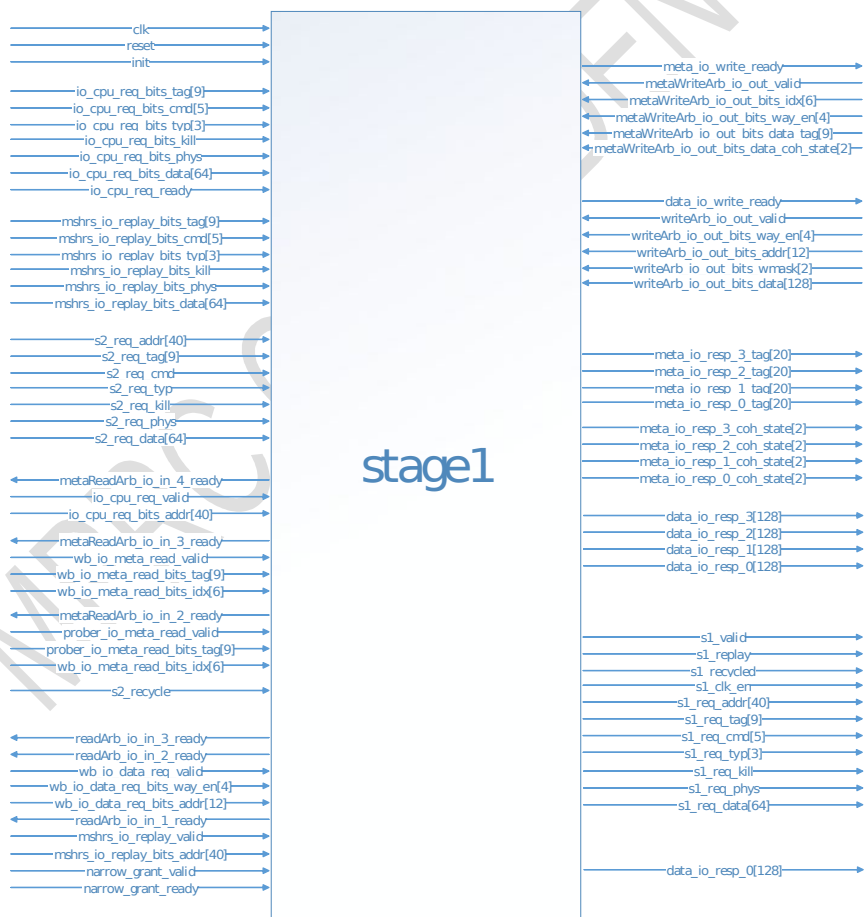 clk
reset
init
io_cpu_req_bits_tag[9]
io_cpu_req_bits_cmd[5]
io_cpu_req_bits_typ[3]
io_cpu_req_bits_kill
io_cpu_req_bits_phys
io_cpu_req_bits_data[64]
io_cpu_req_ready
mshrs_io_replay_bits_tag[9]
mshrs_io_replay_bits_cmd[5]
mshrs_io_replay_bits_typ[3]
mshrs_io_replay_bits_kill
mshrs_io_replay_bits_phys
mshrs_io_replay_bits_data[64]
s2_req_addr[40]
s2_req_tag[9]
s2_req_cmd
s2_req_typ
s2_req_kill
s2_req_phys
s2_req_data[64]
metaReadArb_io_in_4_ready
io_cpu_req_valid
io_cpu_req_bits_addr[40]
metaReadArb_io_in_3_ready
wb_io_meta_read_valid
wb_io_meta_read_bits_tag[9]
wb_io_meta_read_bits_idx[6]
metaReadArb_io_in_2_ready
prober_io_meta_read_valid
prober_io_meta_read_bits_tag[9]
wb_io_meta_read_bits_idx[6]
s2_recycle
readArb_io_in_3_ready
readArb_io_in_2_ready
wb_io_data_req_valid
wb_io_data_req_bits_way_en[4]
wb_io_data_req_bits_addr[12]
readArb_io_in_1_ready
mshrs_io_replay_valid
mshrs_io_replay_bits_addr[40]
narrow_grant_valid
narrow_grant_ready
stage1
meta_io_write_ready
metaWriteArb_io_out_valid
metaWriteArb_io_out_bits_idx[6]
metaWriteArb_io_out_bits_way_en[4]
metaWriteArb_io_out_bits_data_tag[9]
metaWriteArb_io_out_bits_data_coh_state[2]
data_io_write_ready
writeArb_io_out_valid
writeArb_io_out_bits_way_en[4]
writeArb_io_out_bits_addr[12]
writeArb_io_out_bits_wmask[2]
writeArb_io_out_bits_data[128]
meta_io_resp_3_tag[20]
meta_io_resp_2_tag[20]
meta_io_resp_1_tag[20]
meta_io_resp_0_tag[20]
meta_io_resp_3_coh_state[2]
meta_io_resp_2_coh_state[2]
meta_io_resp_1_coh_state[2]
meta_io_resp_0_coh_state[2]
data_io_resp_3[128]
data_io_resp_2[128]
data_io_resp_1[128]
data_io_resp_0[128]
s1_valid
s1_replay
s1_recycled
s1_clk_en
s1_req_addr[40]
s1_req_tag[9]
s1_req_cmd[5]
s1_req_typ[3]
s1_req_kill
s1_req_phys
s1_req_data[64]
data_io_resp_0[128]